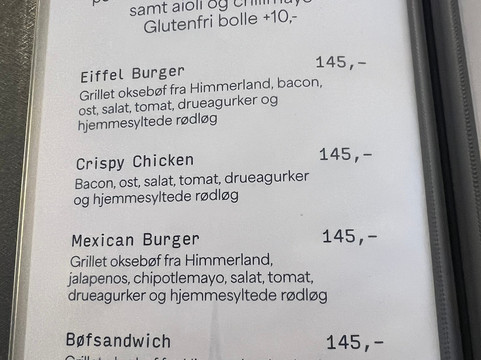 samt aioli og chilimayo
Glutenfri bolle +10,-
Eiffel Burger 145,-
Grillet oksebøf fra Himmerland, bacon,
ost, salat, tomat, drueagurker og
hjemmesyltede rødløg
Crispy Chicken 145,-
Bacon, ost, salat, tomat, drueagurker
og hjemmesyltede rødløg
Mexican Burger 145,-
Grillet oksebøf fra Himmerland,
jalapenos, chipotlemayo, salat, tomat,
drueagurker og hjemmesyltede rødløg
Bøfsandwich 145,-